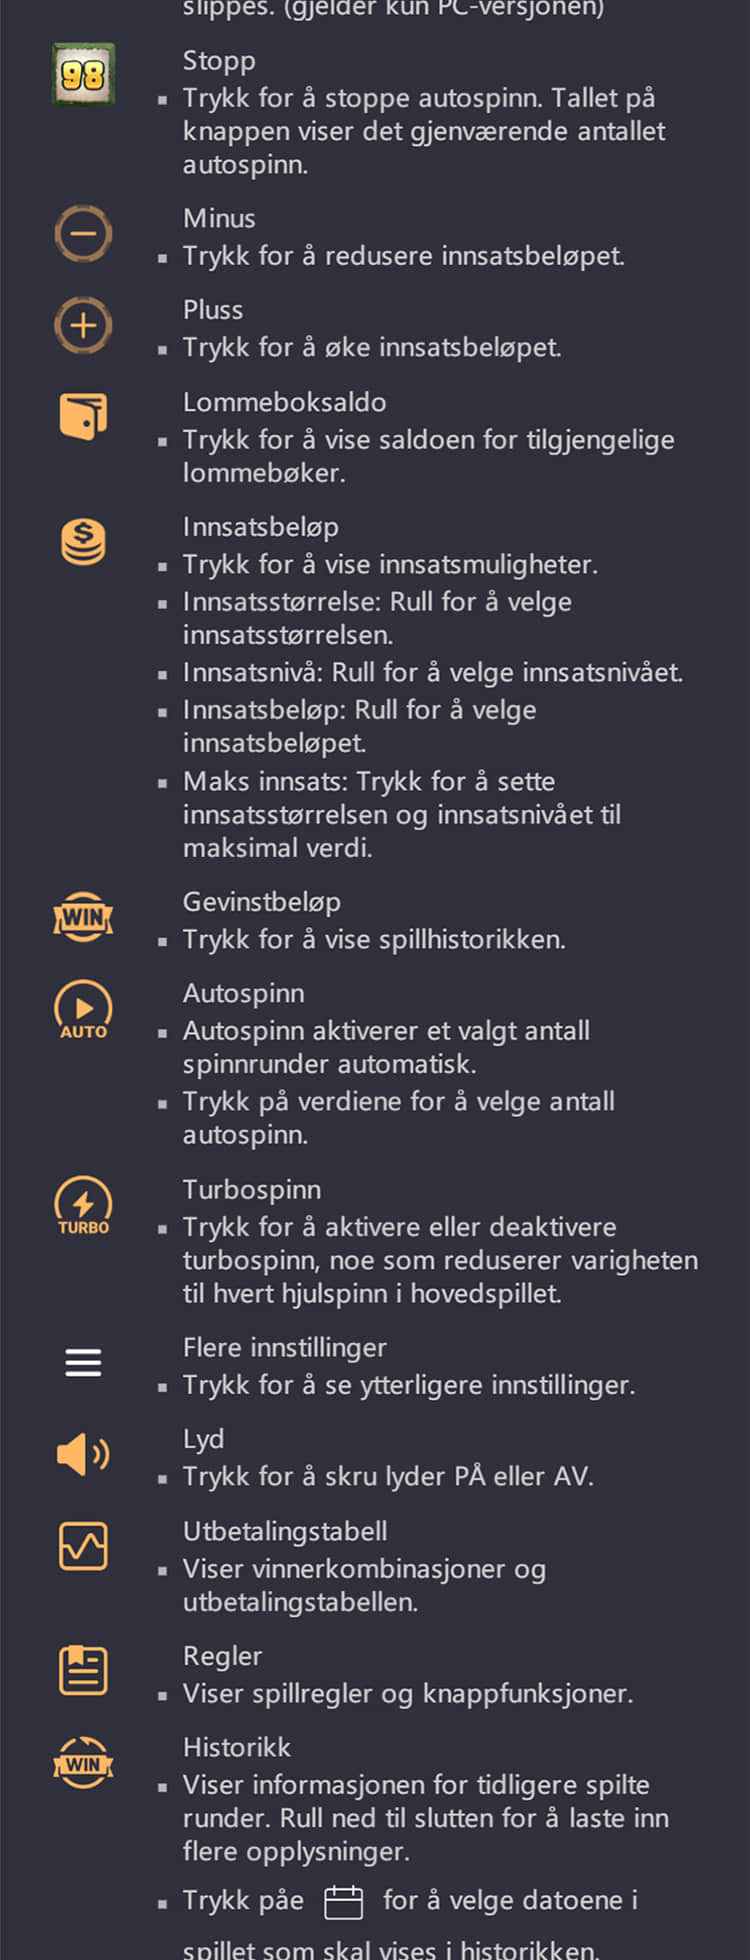 slippes. (gjelder kun PC-versjonen)
98
Stopp
▪ Trykk for å stoppe autospinn. Tallet på
knappen viser det gjenværende antallet
autospinn.
Minus
▪ Trykk for å redusere innsatsbeløpet.
Pluss
▪ Trykk for å øke innsatsbeløpet.
Lommeboksaldo
▪ Trykk for å vise saldoen for tilgjengelige
lommebøker.
$
Innsatsbeløp
▪ Trykk for å vise innsatsmuligheter.
▪ Innsatsstørrelse: Rull for å velge
innsatsstørrelsen.
▪ Innsatsnivå: Rull for å velge innsatsnivået.
▪ Innsatsbeløp: Rull for å velge
innsatsbeløpet.
▪ Maks innsats: Trykk for å sette
innsatsstørrelsen og innsatsnivået til
maksimal verdi.
WIN
Gevinstbeløp
▪ Trykk for å vise spillhistorikken.
AUTO
Autospinn
▪ Autospinn aktiverer et valgt antall
spinnrunder automatisk.
▪ Trykk på verdiene for å velge antall
autospinn.
TURBO
Turbospinn
▪ Trykk for å aktivere eller deaktivere
turbospinn, noe som reduserer varigheten
til hvert hjulspinn i hovedspillet.
Flere innstillinger
▪ Trykk for å se ytterligere innstillinger.
Lyd
▪ Trykk for å skru lyder PÅ eller AV.
Utbetalingstabell
▪ Viser vinnerkombinasjoner og
utbetalingstabellen.
Regler
▪ Viser spillregler og knappfunksjoner.
WIN
Historikk
▪ Viser informasjonen for tidligere spilte
runder. Rull ned til slutten for å laste inn
flere opplysninger.
▪ Trykk påe for å velge datoene i
spillet som skal vises i historikken.